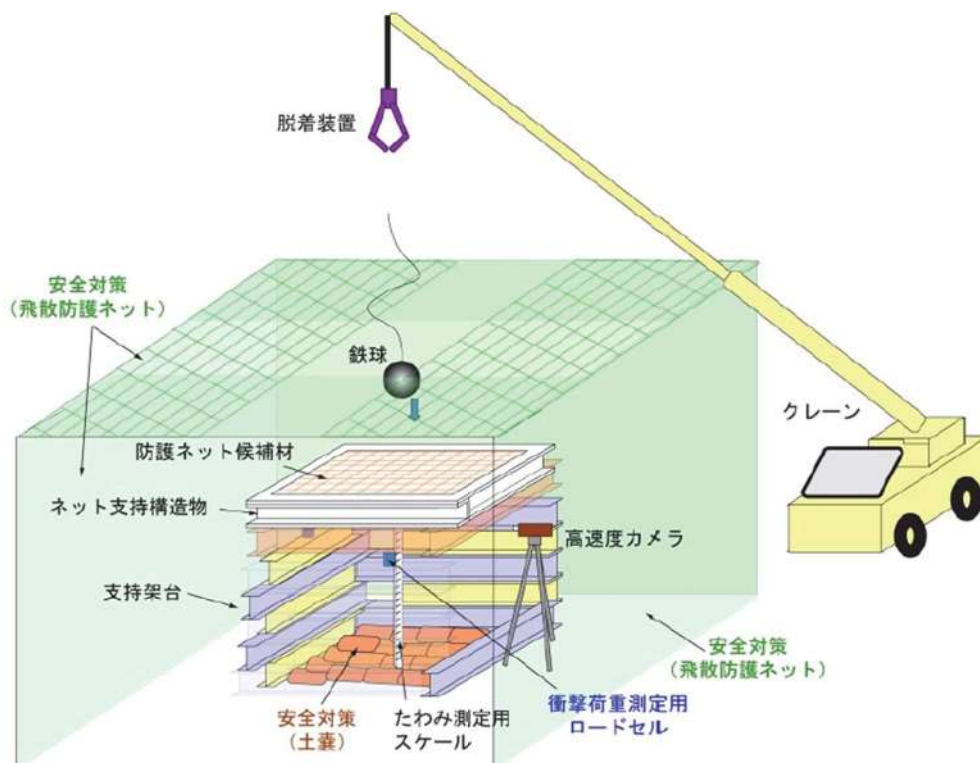 脱着装置
安全対策
（飛散防護ネット）
鉄球
クレーン
防護ネット候補材
ネット支持構造物
高速度カメラ
支持架台
安全対策
（飛散防護ネット）
安全対策
（土嚢）
たわみ測定用
スケール
衝撃荷重測定用
ロードセル